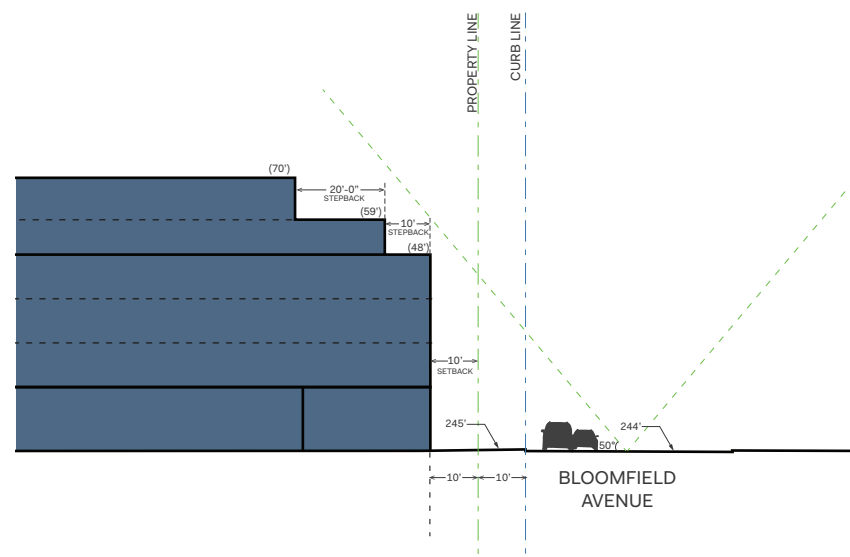 PROPERTY LINE
CURB LINE
(70')
20'-0"
STEPBACK
(59')
10'
STEPBACK
(48')
10'
SETBACK
245'
50°
244'
10'
10'
BLOOMFIELD
AVENUE